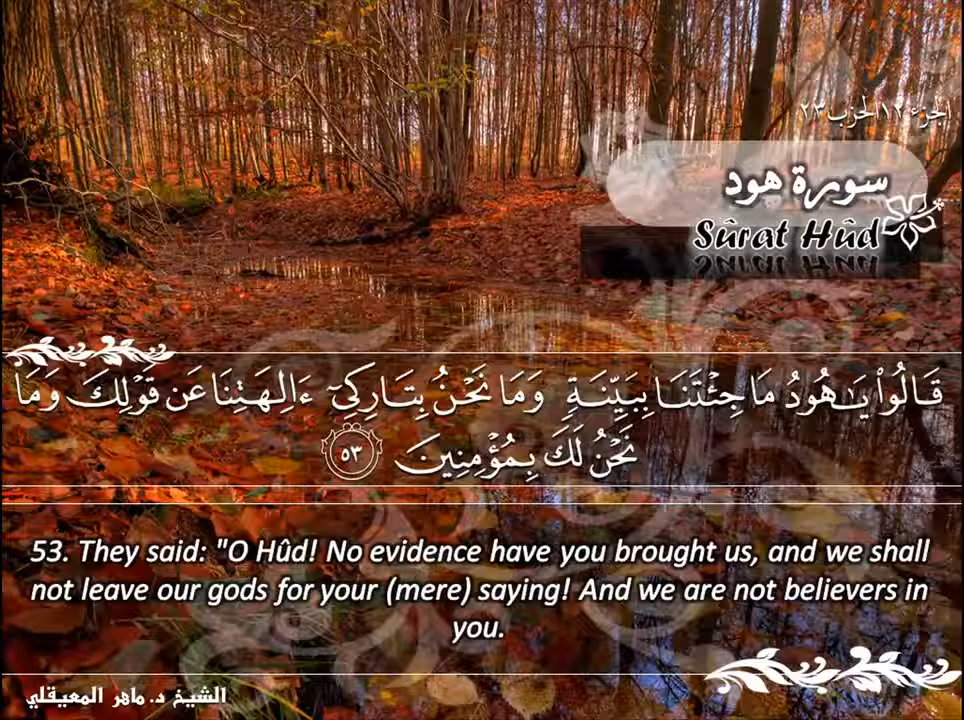 الجزء ١٢ الحزب ٢٣
سورة هود
Sûrat Hûd
قَالُوا۟ يَـٰهُودُ مَا جِئْتَنَا بِبَيِّنَةٍ وَمَا نَحْنُ بِتَارِكِىٓ ءَالِهَتِنَا عَن قَوْلِكَ وَمَا
نَحْنُ لَكَ بِمُؤْمِنِينَ ٥٣
53. They said: "O Hûd! No evidence have you brought us, and we shall
not leave our gods for your (mere) saying! And we are not believers in
you.
الشيخ د. ماهر المعيقلي